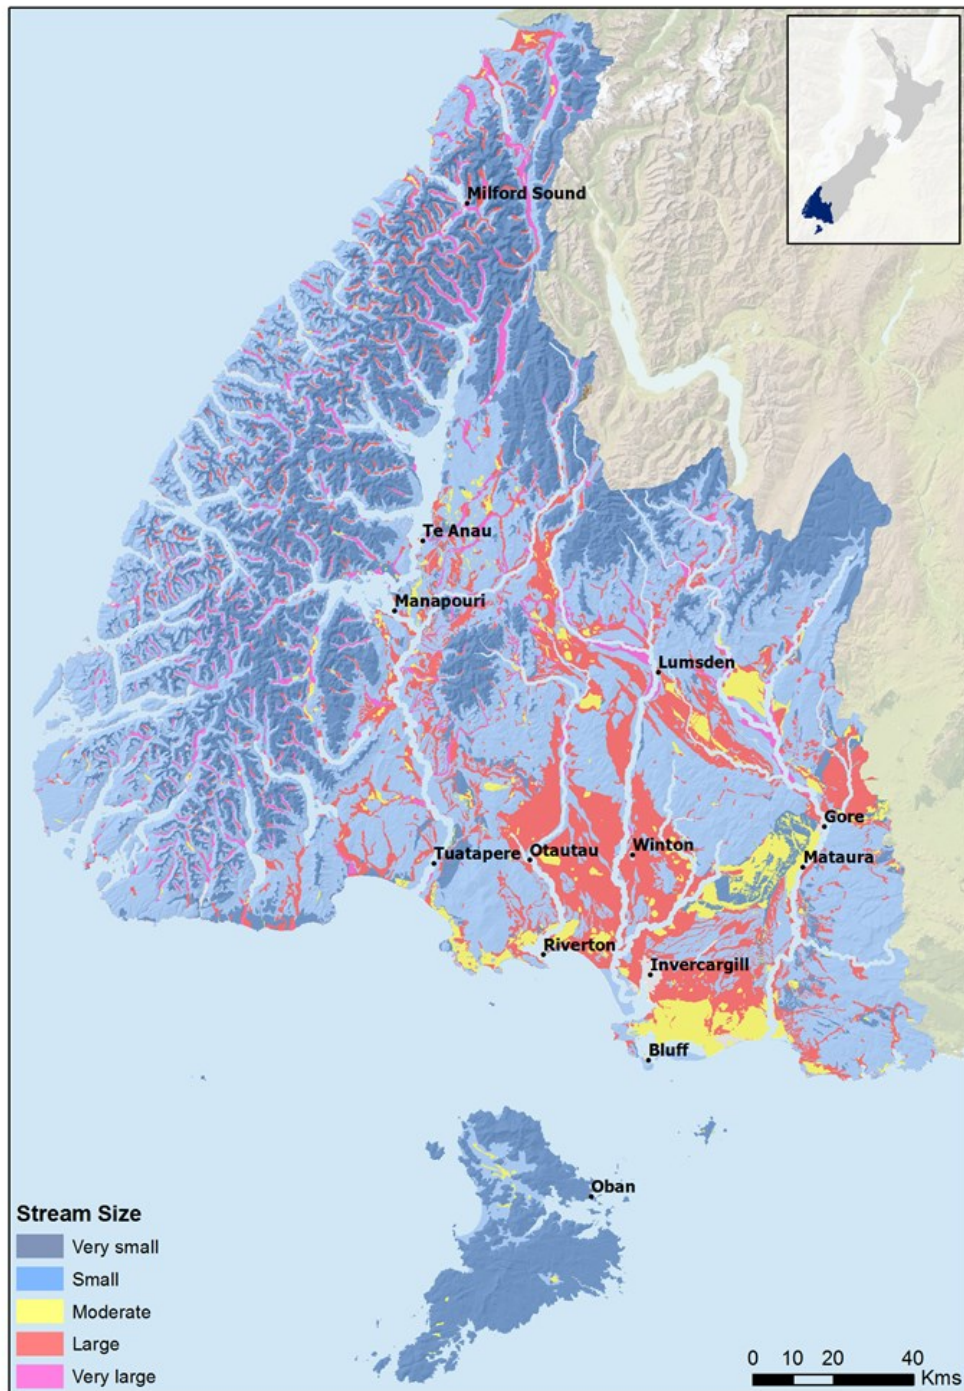 Milford Sound
Te Anau
Manapouri
Lumsden
Gore
Tuatapere
Otautau
Winton
Mataura
Riverton
Invercargill
Bluff
Oban
Stream Size
Very small
Small
Moderate
Large
Very large
0 10 20 40
Kms